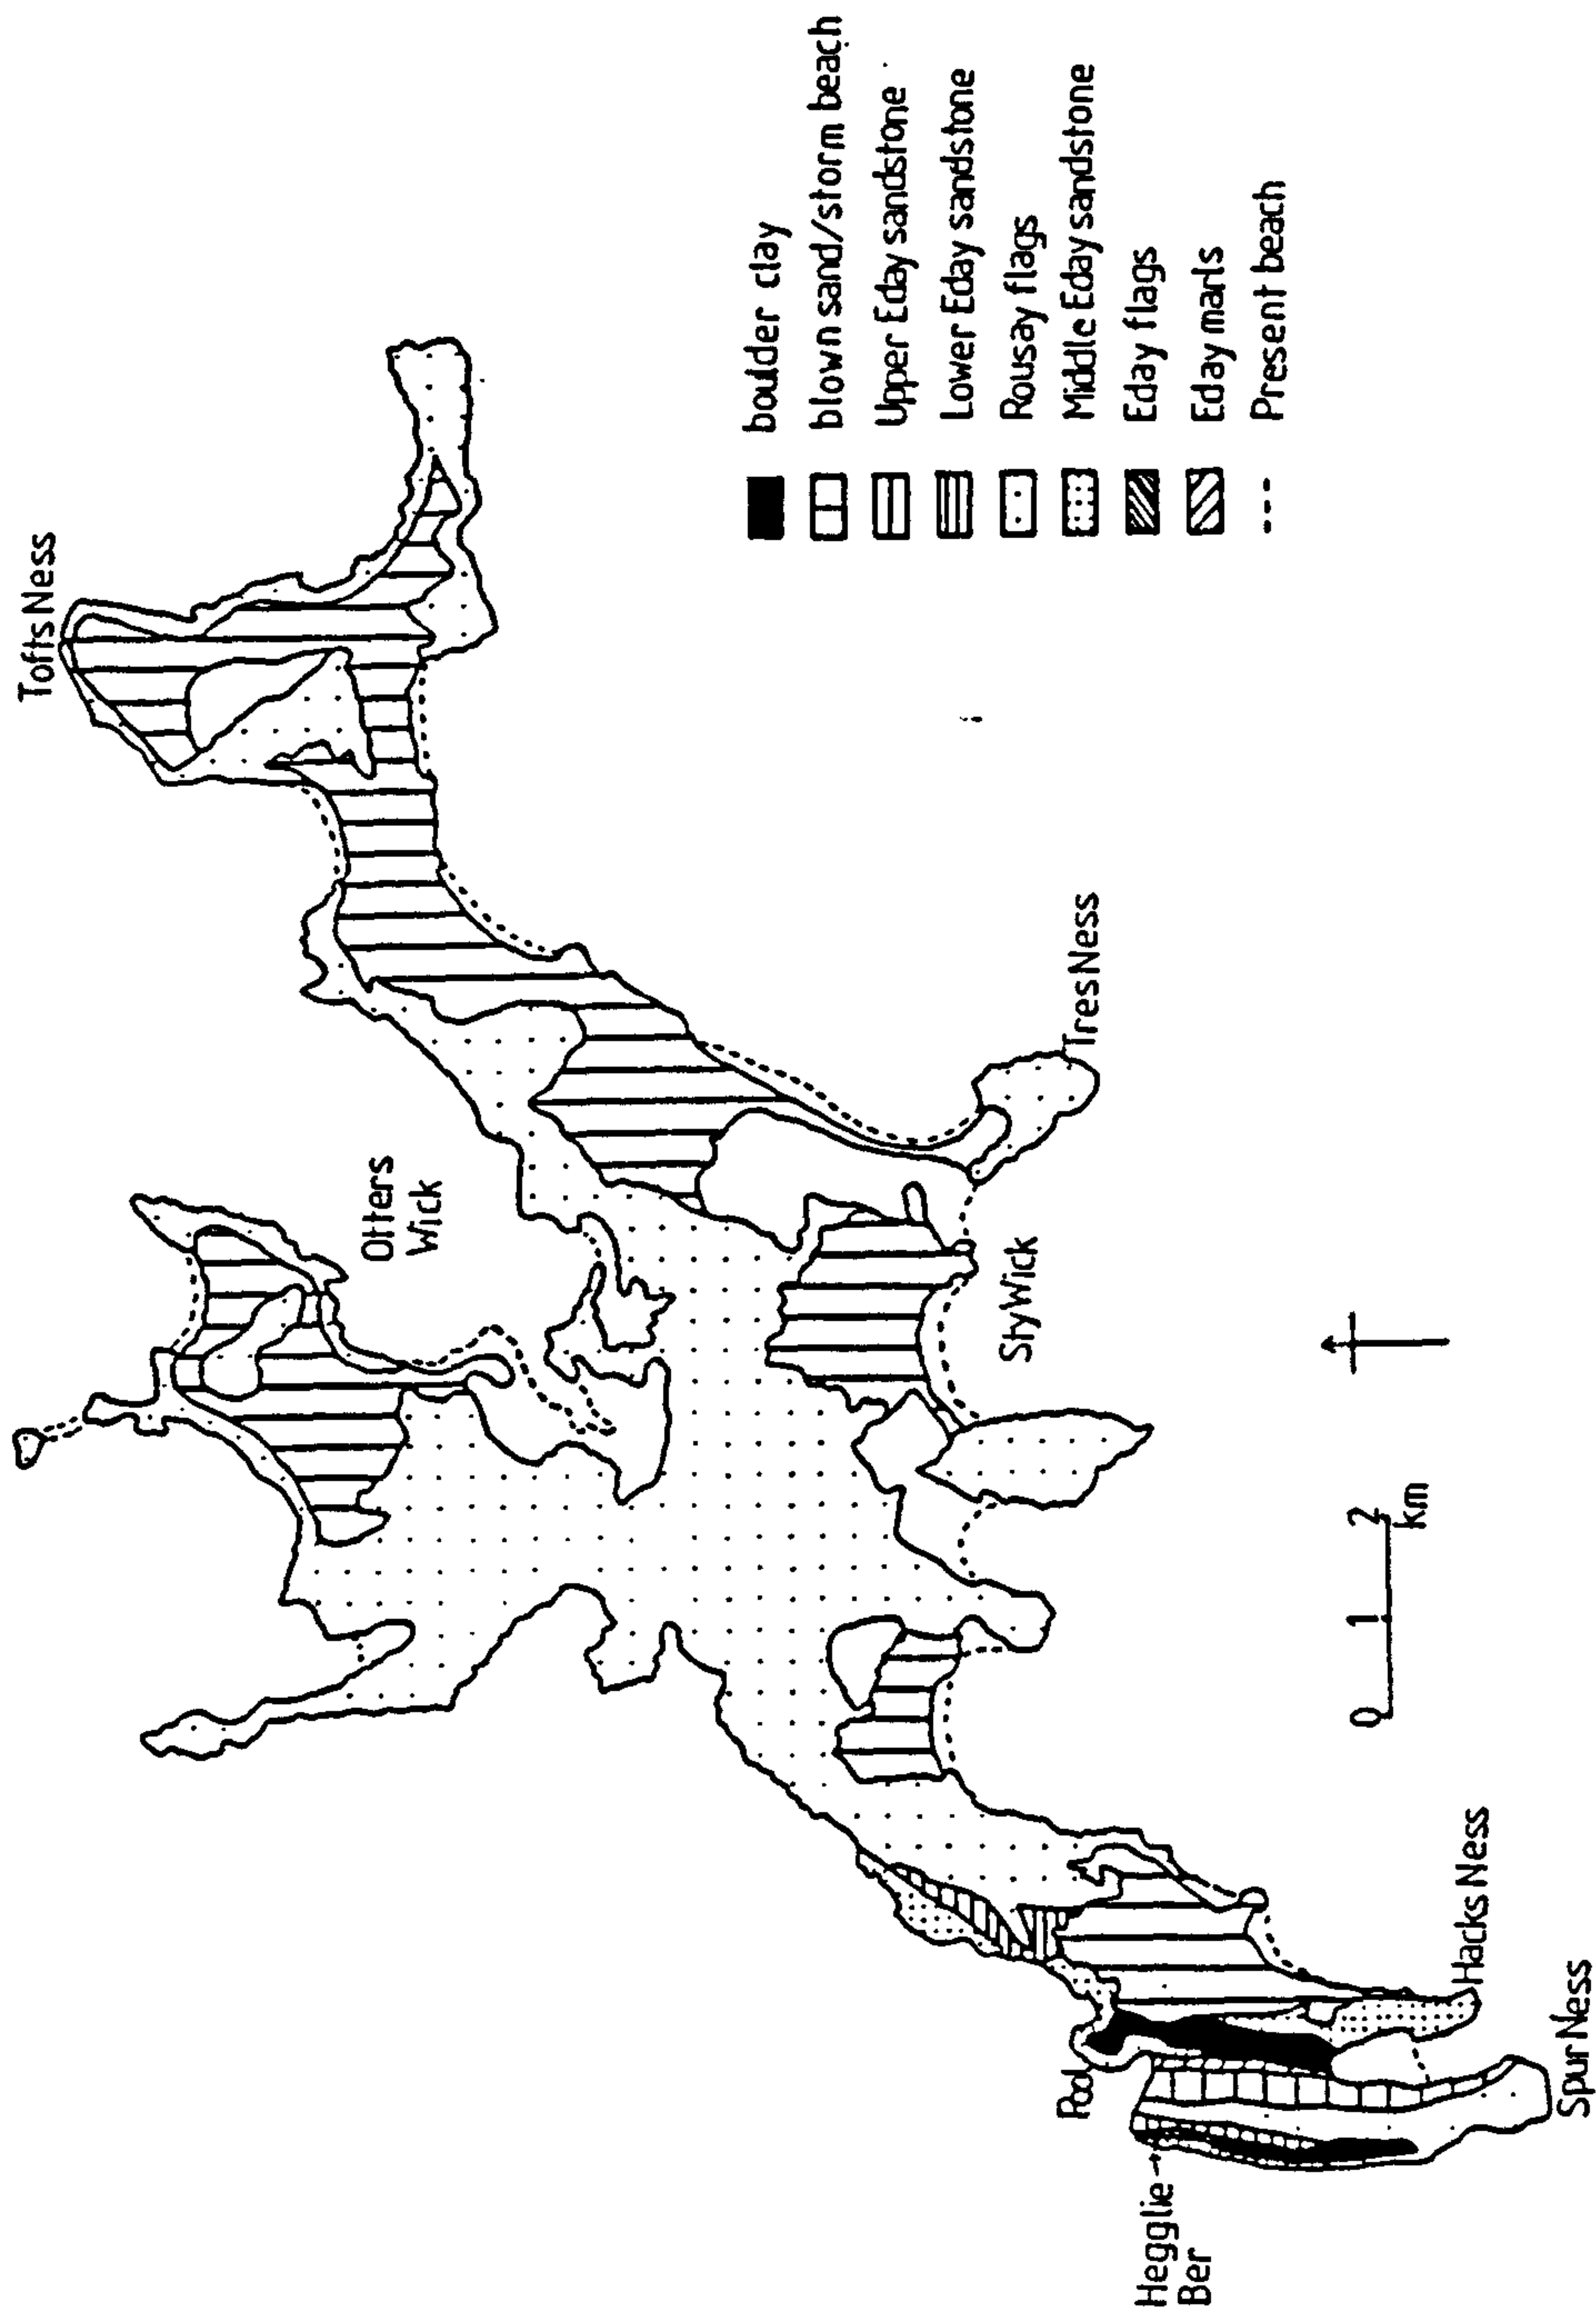 Tofts Ness
Otters
Wick
Tres Ness
Sty Wick
Pool
Hegglie
Ber
Hacks Ness
Spur Ness
0 1 2
km
boulder clay
blown sand/storm beach
Upper Eday sandstone
Lower Eday sandstone
Rousay flags
Middle Eday sandstone
Eday flags
Eday marls
Present beach